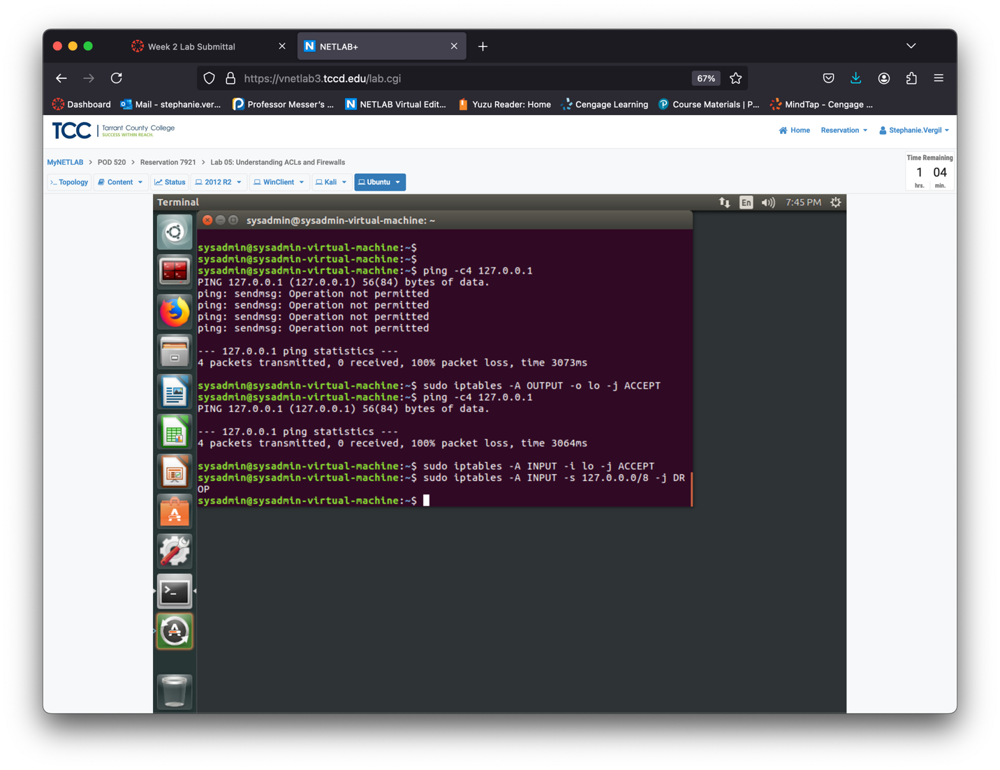 Week 2 Lab Submittal
NETLAB+
https://vnetlab3.tccd.edu/lab.cgi
67%
Dashboard
Mail - stephanie.ver...
Professor Messer's ...
NETLAB Virtual Edit...
Yuzu Reader: Home
Cengage Learning
Course Materials | P...
MindTap - Cengage ...
TCC
Tarrant County College
SUCCESS WITHIN REACH.
Home
Reservation
Stephanie.Vergil
MyNETLAB > POD 520 > Reservation 7921 > Lab 05: Understanding ACLs and Firewalls
Time Remaining
1 04
hrs. min.
Topology
Content
Status
2012 R2
WinClient
Kali
Ubuntu
Terminal
En
7:45 PM
sysadmin@sysadmin-virtual-machine: ~
sysadmin@sysadmin-virtual-machine:~$
sysadmin@sysadmin-virtual-machine:~$
sysadmin@sysadmin-virtual-machine:~$ ping -c4 127.0.0.1
PING 127.0.0.1 (127.0.0.1) 56(84) bytes of data.
ping: sendmsg: Operation not permitted
ping: sendmsg: Operation not permitted
ping: sendmsg: Operation not permitted
ping: sendmsg: Operation not permitted
--- 127.0.0.1 ping statistics ---
4 packets transmitted, 0 received, 100% packet loss, time 3073ms
sysadmin@sysadmin-virtual-machine:~$ sudo iptables -A OUTPUT -o lo -j ACCEPT
sysadmin@sysadmin-virtual-machine:~$ ping -c4 127.0.0.1
PING 127.0.0.1 (127.0.0.1) 56(84) bytes of data.
--- 127.0.0.1 ping statistics ---
4 packets transmitted, 0 received, 100% packet loss, time 3064ms
sysadmin@sysadmin-virtual-machine:~$ sudo iptables -A INPUT -i lo -j ACCEPT
sysadmin@sysadmin-virtual-machine:~$ sudo iptables -A INPUT -s 127.0.0.0/8 -j DR
OP
sysadmin@sysadmin-virtual-machine:~$